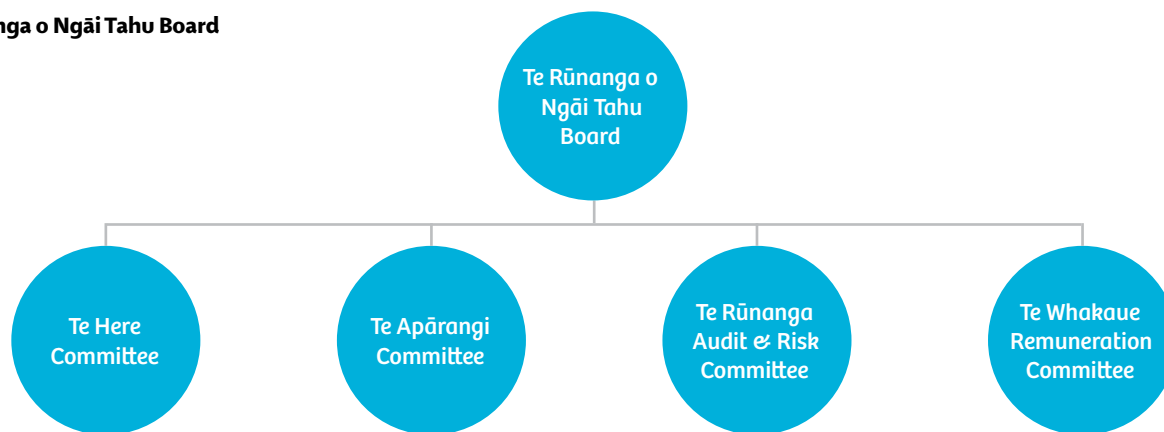 o Ngāi Tahu Board
Te Rūnanga o
Ngāi Tahu
Board
Te Here
Committee
Te Apārangi
Committee
Te Rūnanga
Audit & Risk
Committee
Te Whakaue
Remuneration
Committee